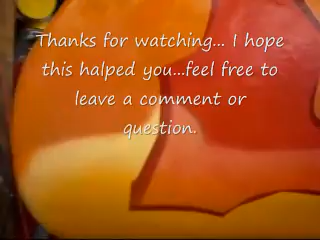 Thanks for watching... I hope
this halped you...feel free to
leave a comment or
question.